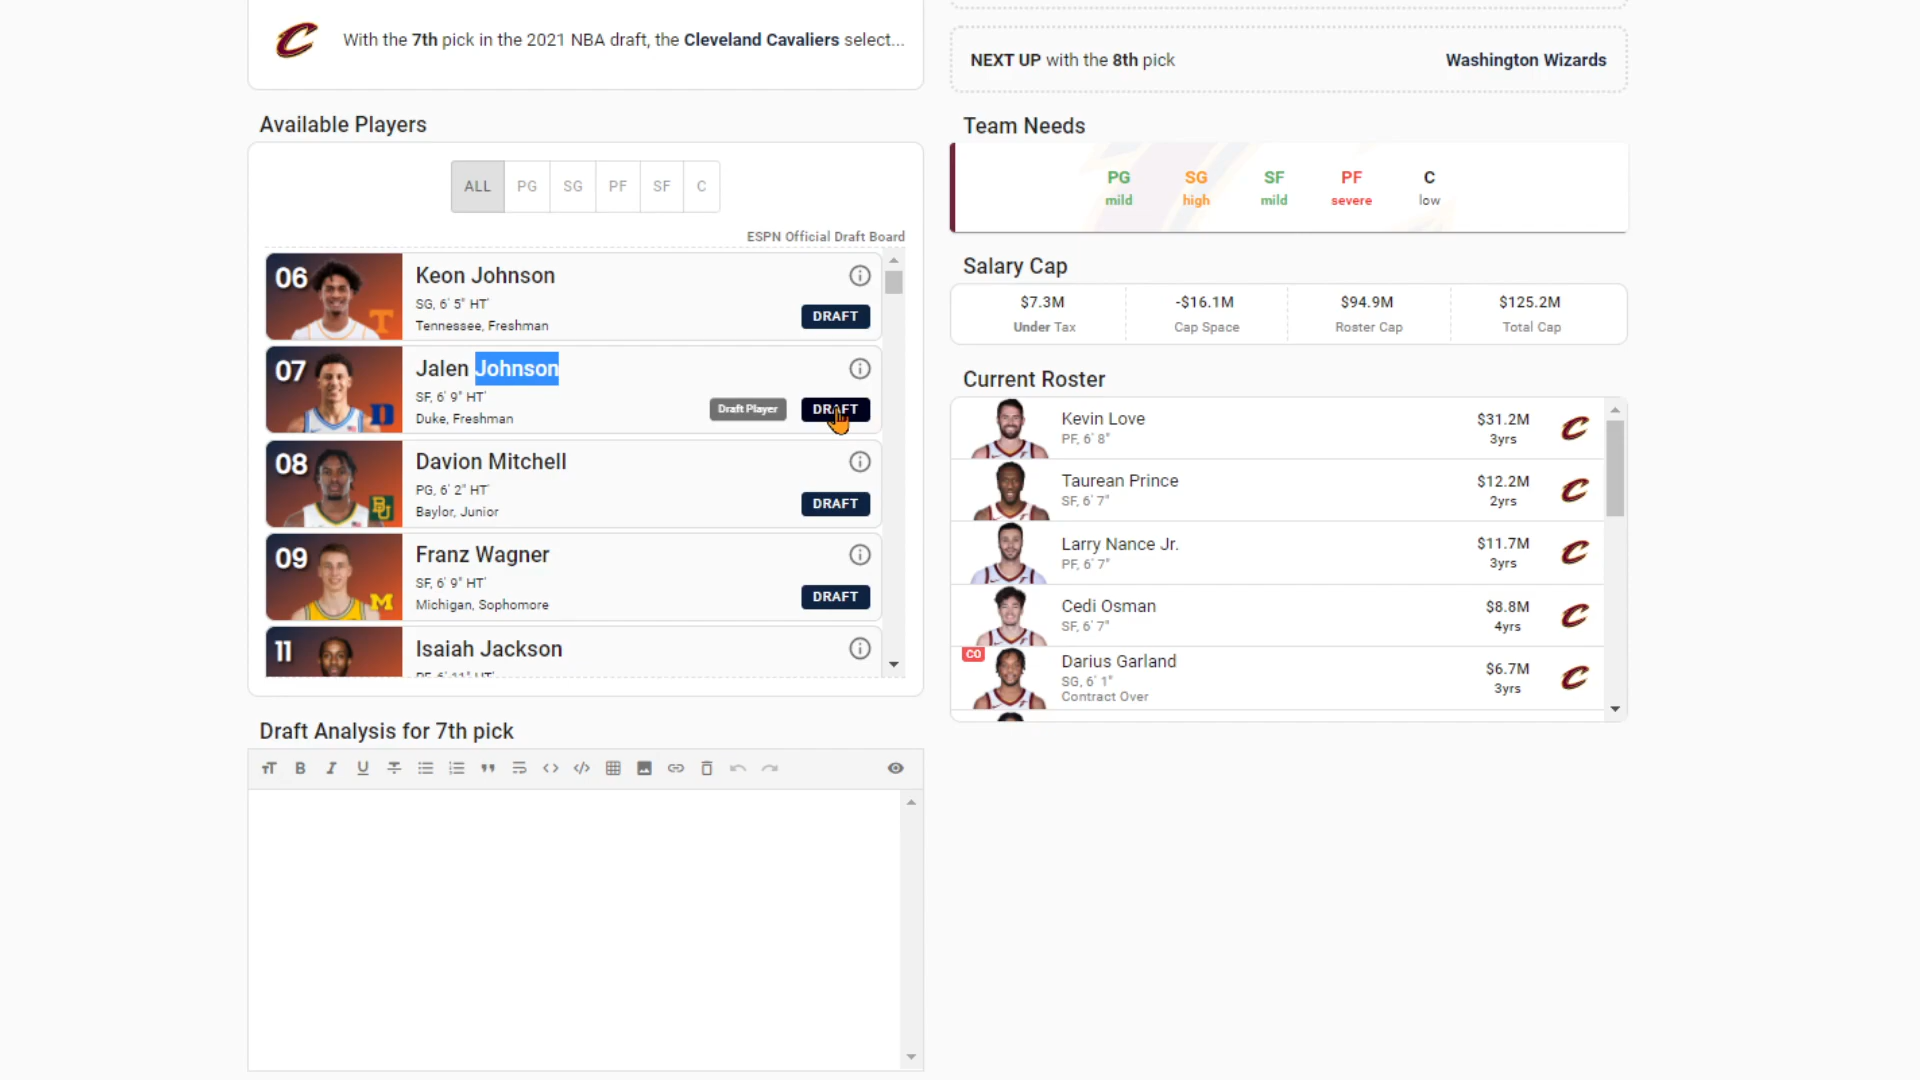 With the 7th pick in the 2021 NBA draft, the Cleveland Cavaliers select...
NEXT UP with the 8th pick
Washington Wizards
Available Players
ALL PG SG PF SF C
ESPN Official Draft Board
06
Keon Johnson
SG, 6' 5" HT'
Tennessee, Freshman
DRAFT
07
Jalen Johnson
SF, 6' 9" HT'
Duke, Freshman
Draft Player
DRAFT
08
Davion Mitchell
PG, 6' 2" HT'
Baylor, Junior
DRAFT
09
Franz Wagner
SF, 6' 9" HT'
Michigan, Sophomore
DRAFT
11
Isaiah Jackson
PF, 6' 11" HT'
Draft Analysis for 7th pick
Team Needs
PG SG SF PF C
mild high mild severe low
Salary Cap
$7.3M -$16.1M $94.9M $125.2M
Under Tax Cap Space Roster Cap Total Cap
Current Roster
Kevin Love
PF, 6' 8"
$31.2M
3yrs
Taurean Prince
SF, 6' 7"
$12.2M
2yrs
Larry Nance Jr.
PF, 6' 7"
$11.7M
3yrs
Cedi Osman
SF, 6' 7"
$8.8M
4yrs
CO
Darius Garland
SG, 6' 1"
Contract Over
$6.7M
3yrs